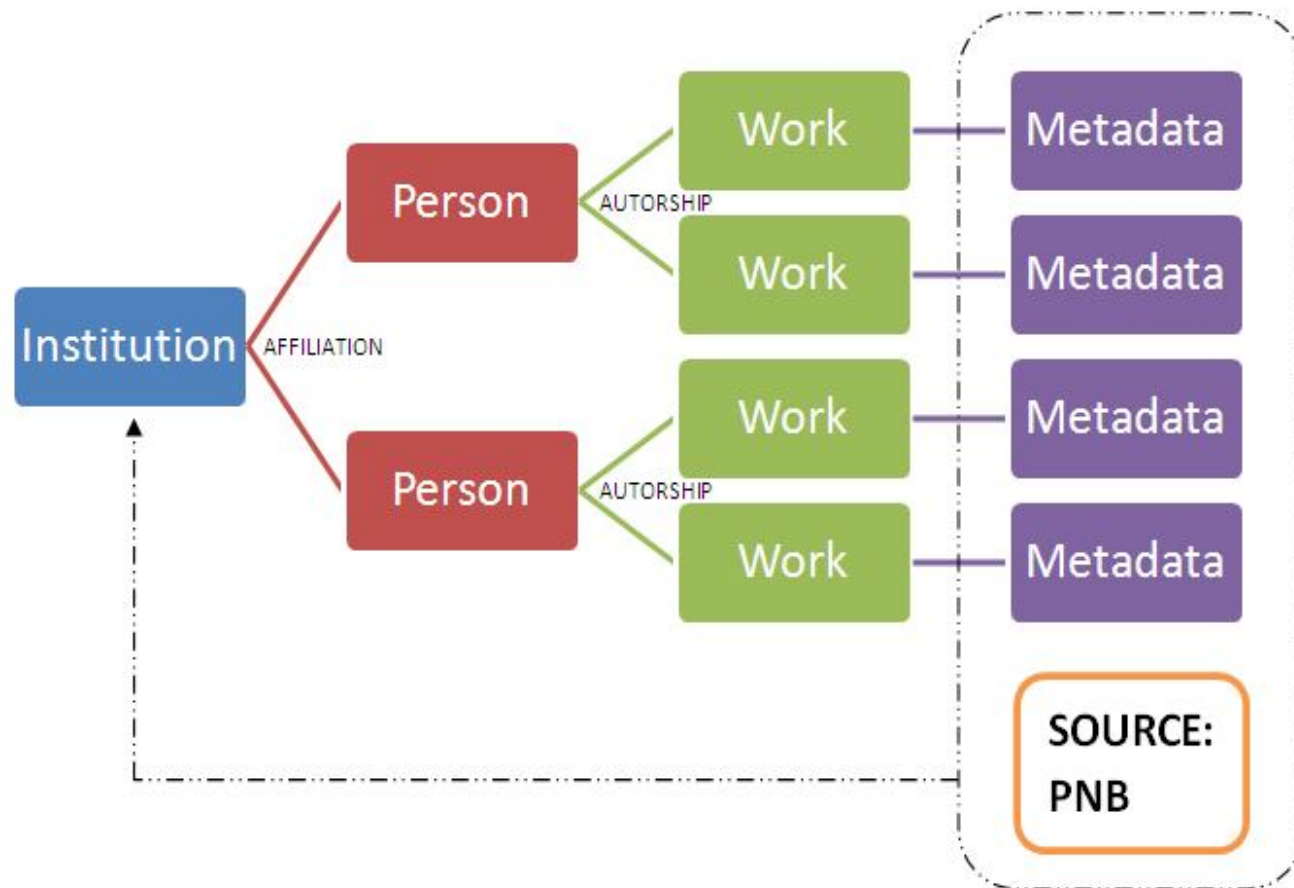 Work
Metadata
Person
AUTORSHIP
Work
Metadata
Institution
AFFILIATION
Work
Metadata
Person
AUTORSHIP
Work
Metadata
SOURCE:
PNB